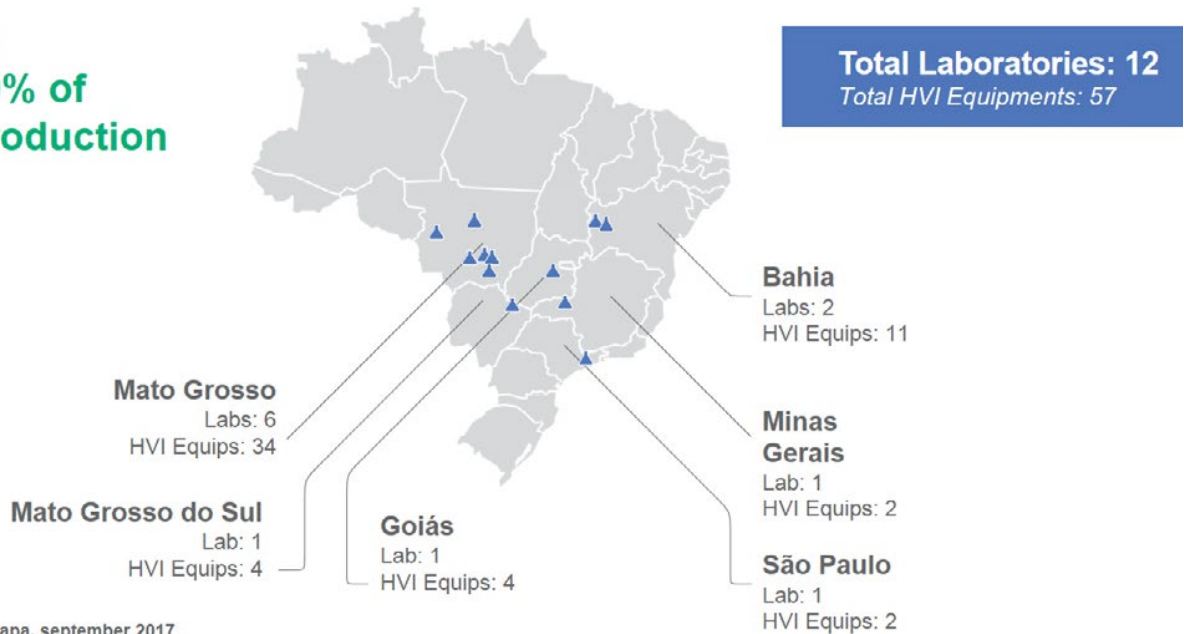 % of
oduction
Total Laboratories: 12
Total HVI Equipments: 57
Bahia
Labs: 2
HVI Equips: 11
Mato Grosso
Labs: 6
HVI Equips: 34
Minas
Gerais
Lab: 1
HVI Equips: 2
Mato Grosso do Sul
Lab: 1
HVI Equips: 4
Goiás
Lab: 1
HVI Equips: 4
São Paulo
Lab: 1
HVI Equips: 2
apa, september 2017